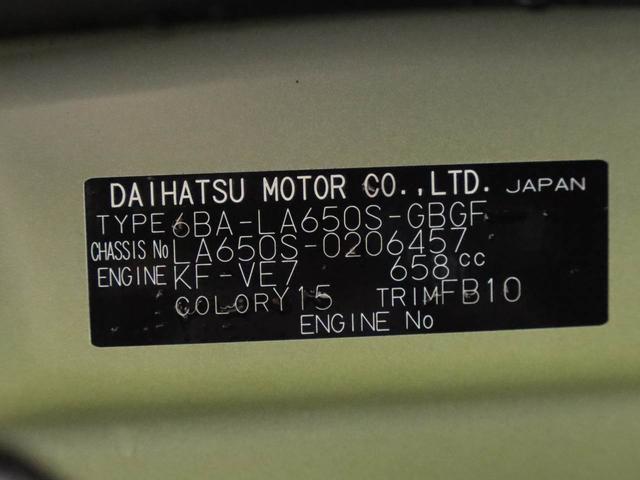 DAIHATSU MOTOR CO.,LTD. JAPAN
TYPE 6BA-LA650S-GBGF
CHASSIS No LA650S-0206457
ENGINE KF-VE7 658cc
COLOR Y15 TRIM FB10
ENGINE No